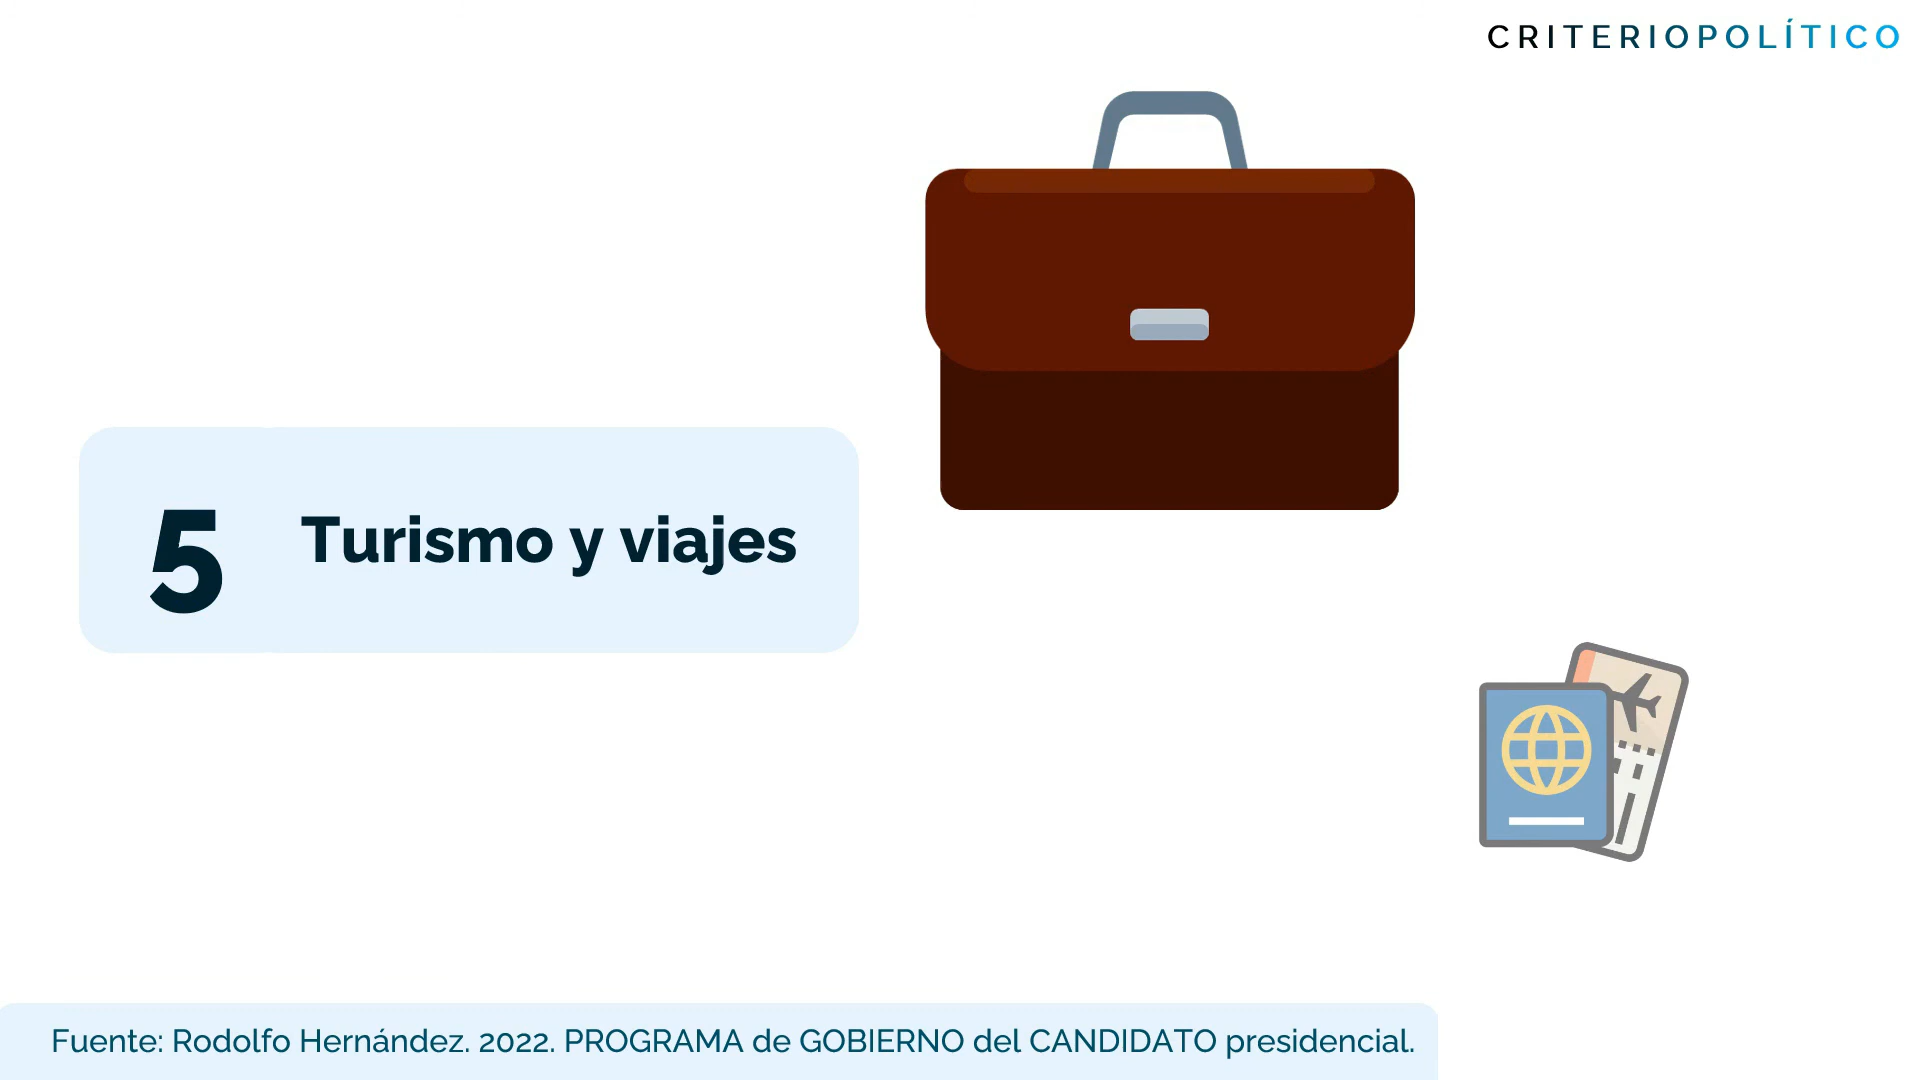 CRITERIOPOLÍTICO
5 Turismo y viajes
Fuente: Rodolfo Hernández. 2022. PROGRAMA de GOBIERNO del CANDIDATO presidencial.